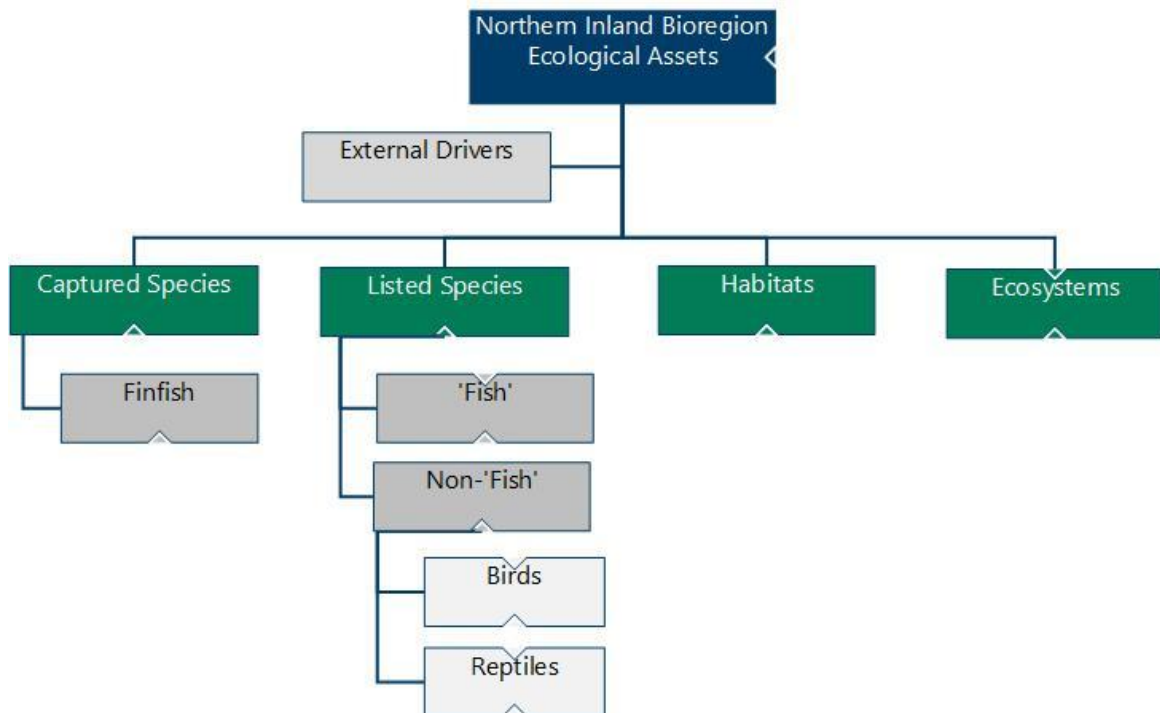 Northern Inland Bioregion
Ecological Assets
External Drivers
Captured Species
Listed Species
Habitats
Ecosystems
Finfish
'Fish'
Non-'Fish'
Birds
Reptiles